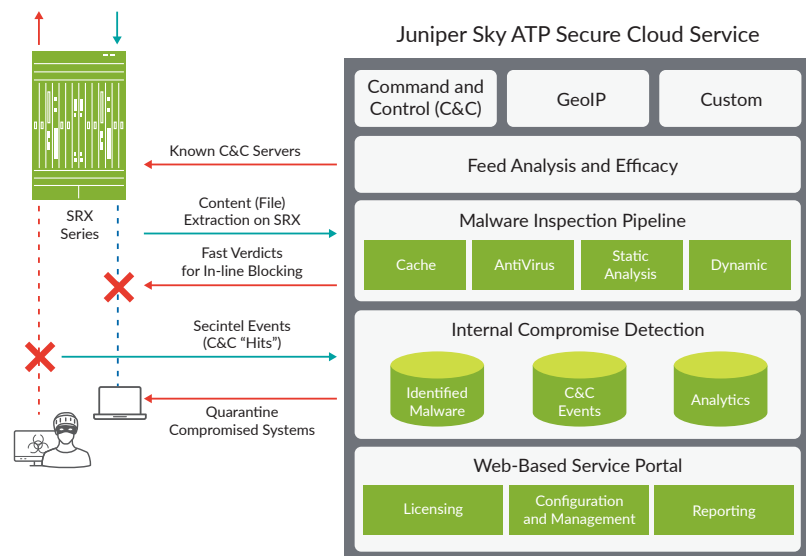 Juniper Sky ATP Secure Cloud Service
Command and
Control (C&C)
GeoIP
Custom
Known C&C Servers
Feed Analysis and Efficacy
SRX
Series
Content (File)
Extraction on SRX
Malware Inspection Pipeline
Fast Verdicts
for In-line Blocking
Cache
AntiVirus
Static
Analysis
Dynamic
Secintel Events
(C&C “Hits”)
Internal Compromise Detection
Identified
Malware
C&C
Events
Analytics
Quarantine
Compromised Systems
Web-Based Service Portal
Licensing
Configuration
and Management
Reporting